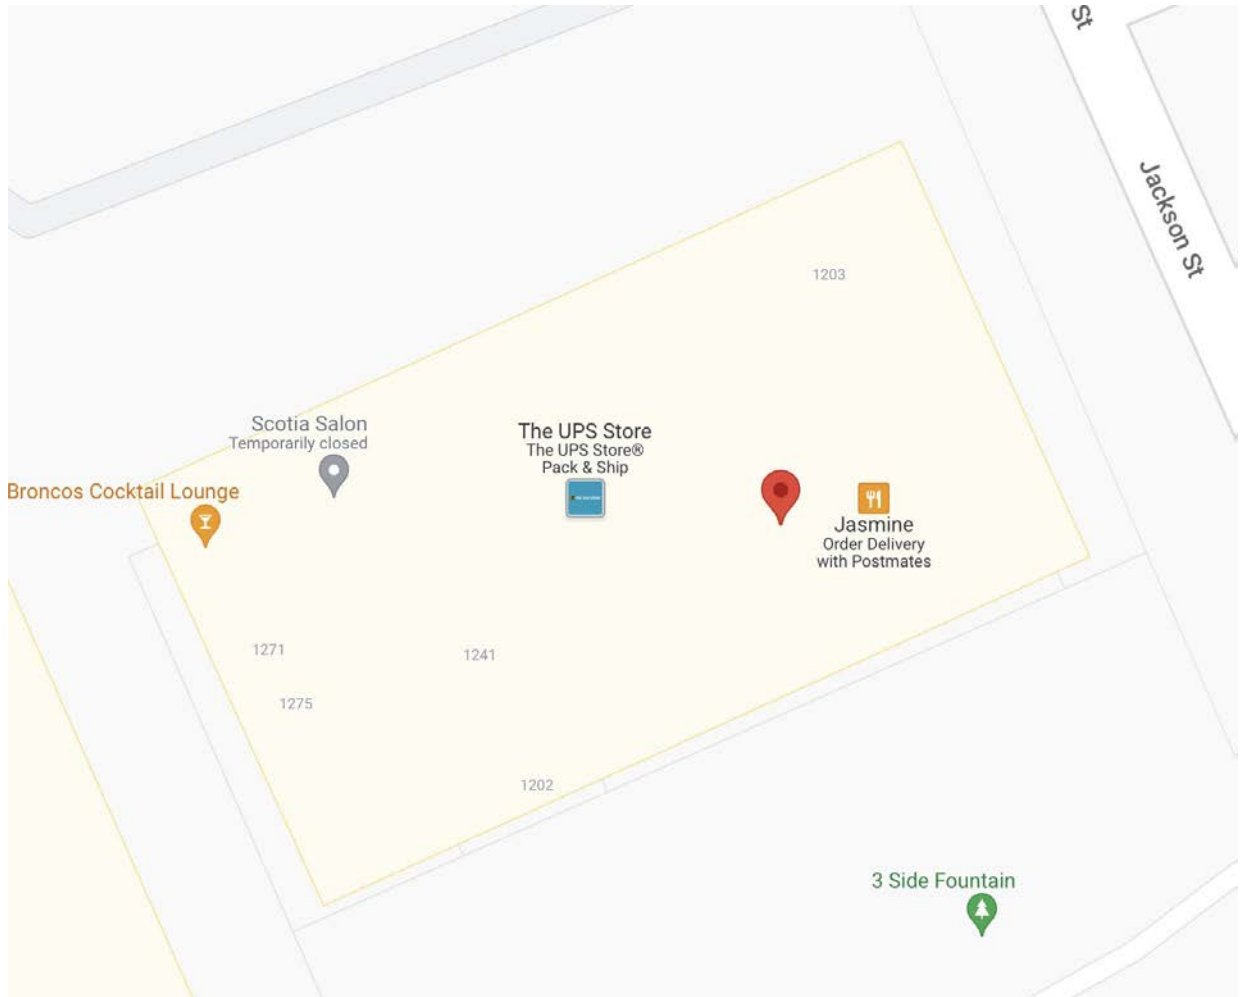 St
Jackson St
1203
Scotia Salon
Temporarily closed
The UPS Store
The UPS Store®
Pack & Ship
Broncos Cocktail Lounge
Jasmine
Order Delivery
with Postmates
1271
1241
1275
1202
3 Side Fountain